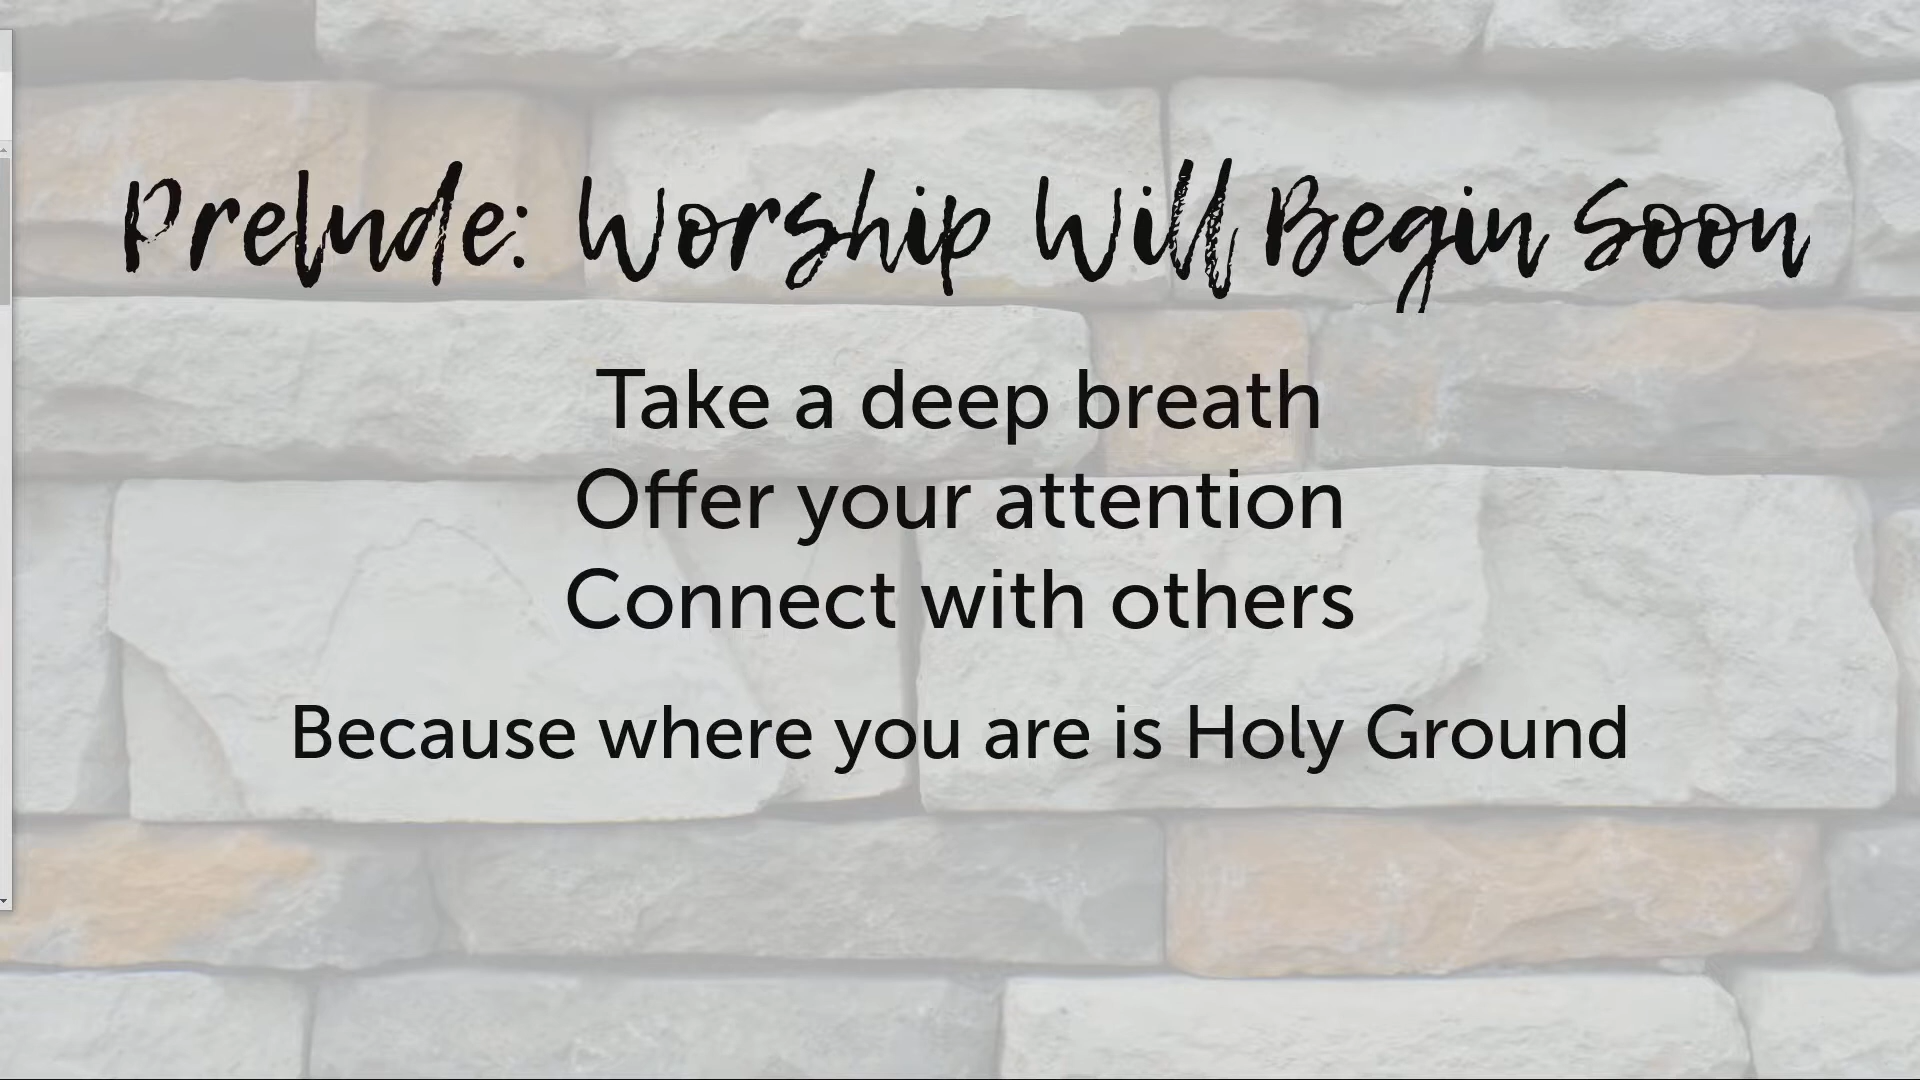 Prelude: Worship Will Begin Soon
Take a deep breath
Offer your attention
Connect with others
Because where you are is Holy Ground